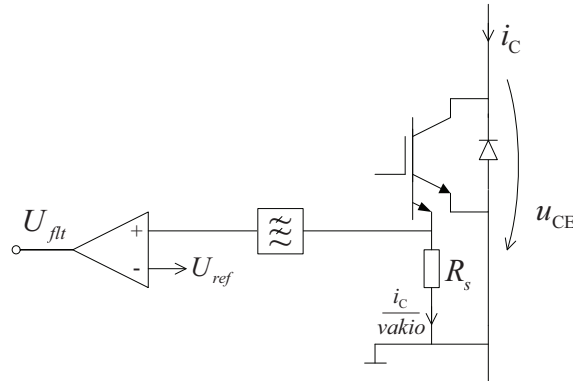 i_C
u_CE
U_flt
+
-
U_ref
R_s
i_C
vakio